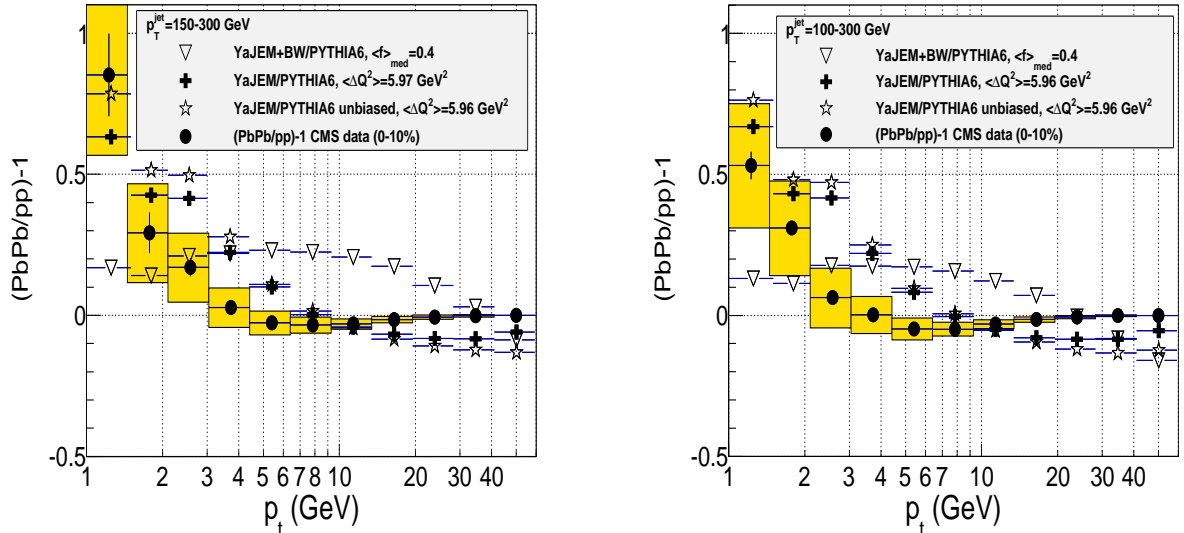 p_T^jet=150-300 GeV
YaJEM+BW/PYTHIA6, <f>_med=0.4
YaJEM/PYTHIA6, <ΔQ²>=5.97 GeV²
YaJEM/PYTHIA6 unbiased, <ΔQ²>=5.96 GeV²
(PbPb/pp)-1 CMS data (0-10%)
(PbPb/pp)-1
1
0.5
0
-0.5
1 2 3 4 5 6 7 8 10 20 30 40
p_t (GeV)
p_T^jet=100-300 GeV
YaJEM+BW/PYTHIA6, <f>_med=0.4
YaJEM/PYTHIA6, <ΔQ²>=5.96 GeV²
YaJEM/PYTHIA6 unbiased, <ΔQ²>=5.96 GeV²
(PbPb/pp)-1 CMS data (0-10%)
(PbPb/pp)-1
1
0.5
0
-0.5
1 2 3 4 5 6 7 8 10 20 30 40
p_t (GeV)